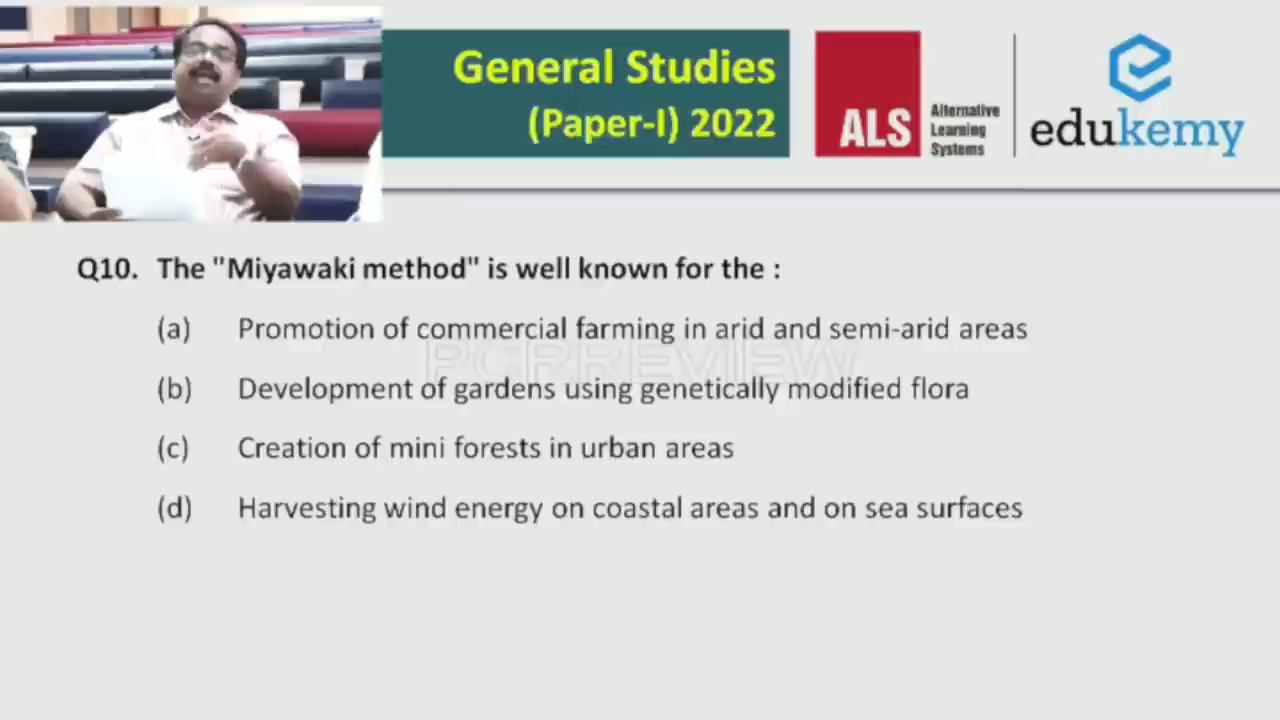 General Studies
(Paper-I) 2022
ALS
Alternative
Learning
Systems
edukemy
Q10. The "Miyawaki method" is well known for the :
(a) Promotion of commercial farming in arid and semi-arid areas
PCRREVIEW
(b) Development of gardens using genetically modified flora
(c) Creation of mini forests in urban areas
(d) Harvesting wind energy on coastal areas and on sea surfaces